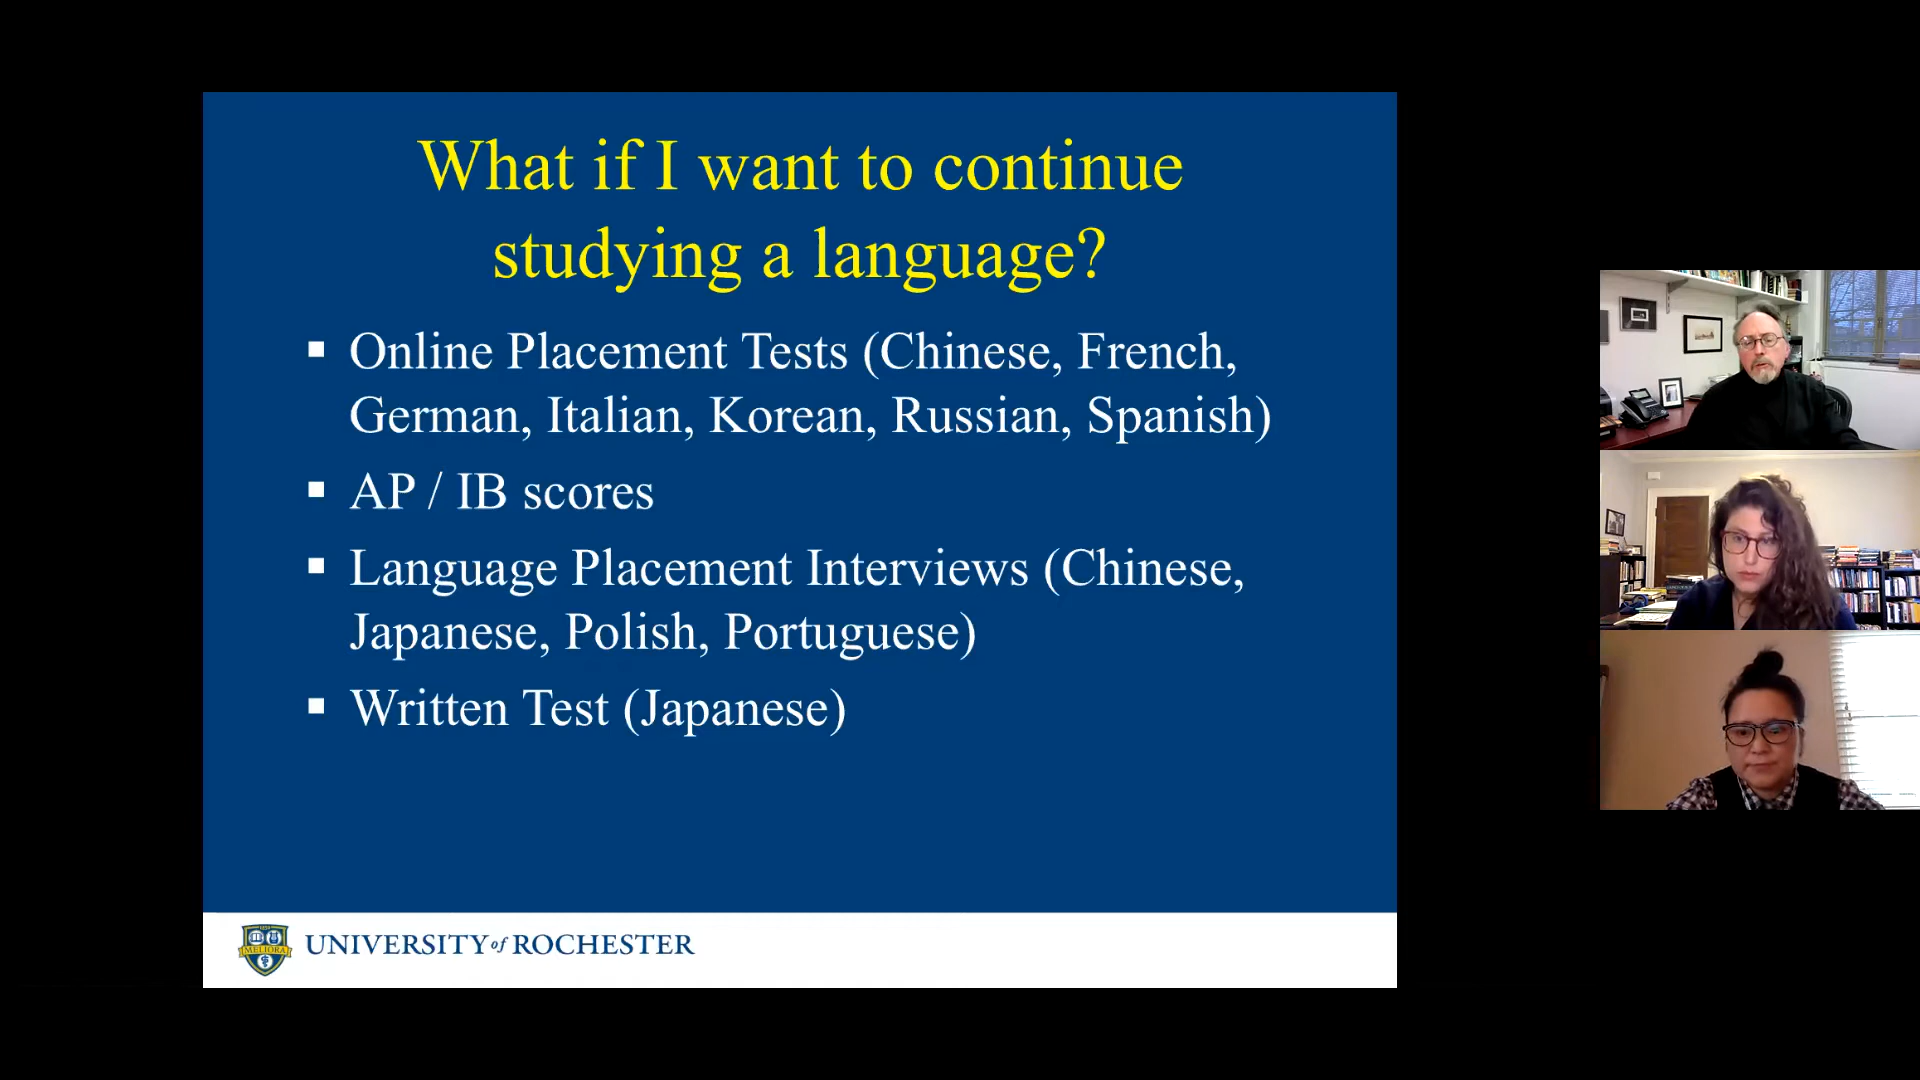 What if I want to continue
studying a language?
▪ Online Placement Tests (Chinese, French,
German, Italian, Korean, Russian, Spanish)
▪ AP / IB scores
▪ Language Placement Interviews (Chinese,
Japanese, Polish, Portuguese)
▪ Written Test (Japanese)
MELIORA
UNIVERSITY of ROCHESTER